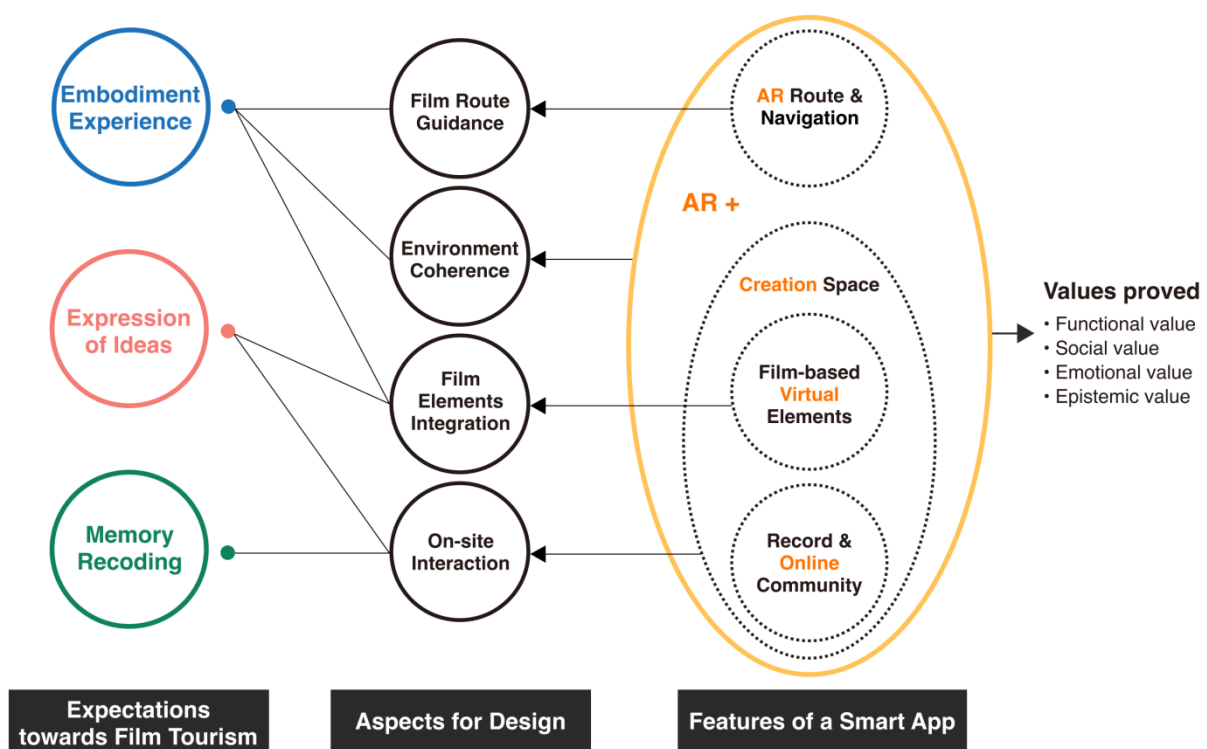 Embodiment
Experience
Expression
of Ideas
Memory
Recoding
Film Route
Guidance
Environment
Coherence
Film
Elements
Integration
On-site
Interaction
AR Route &
Navigation
AR +
Creation Space
Film-based
Virtual
Elements
Record &
Online
Community
Values proved
• Functional value
• Social value
• Emotional value
• Epistemic value
Expectations
towards Film Tourism
Aspects for Design
Features of a Smart App